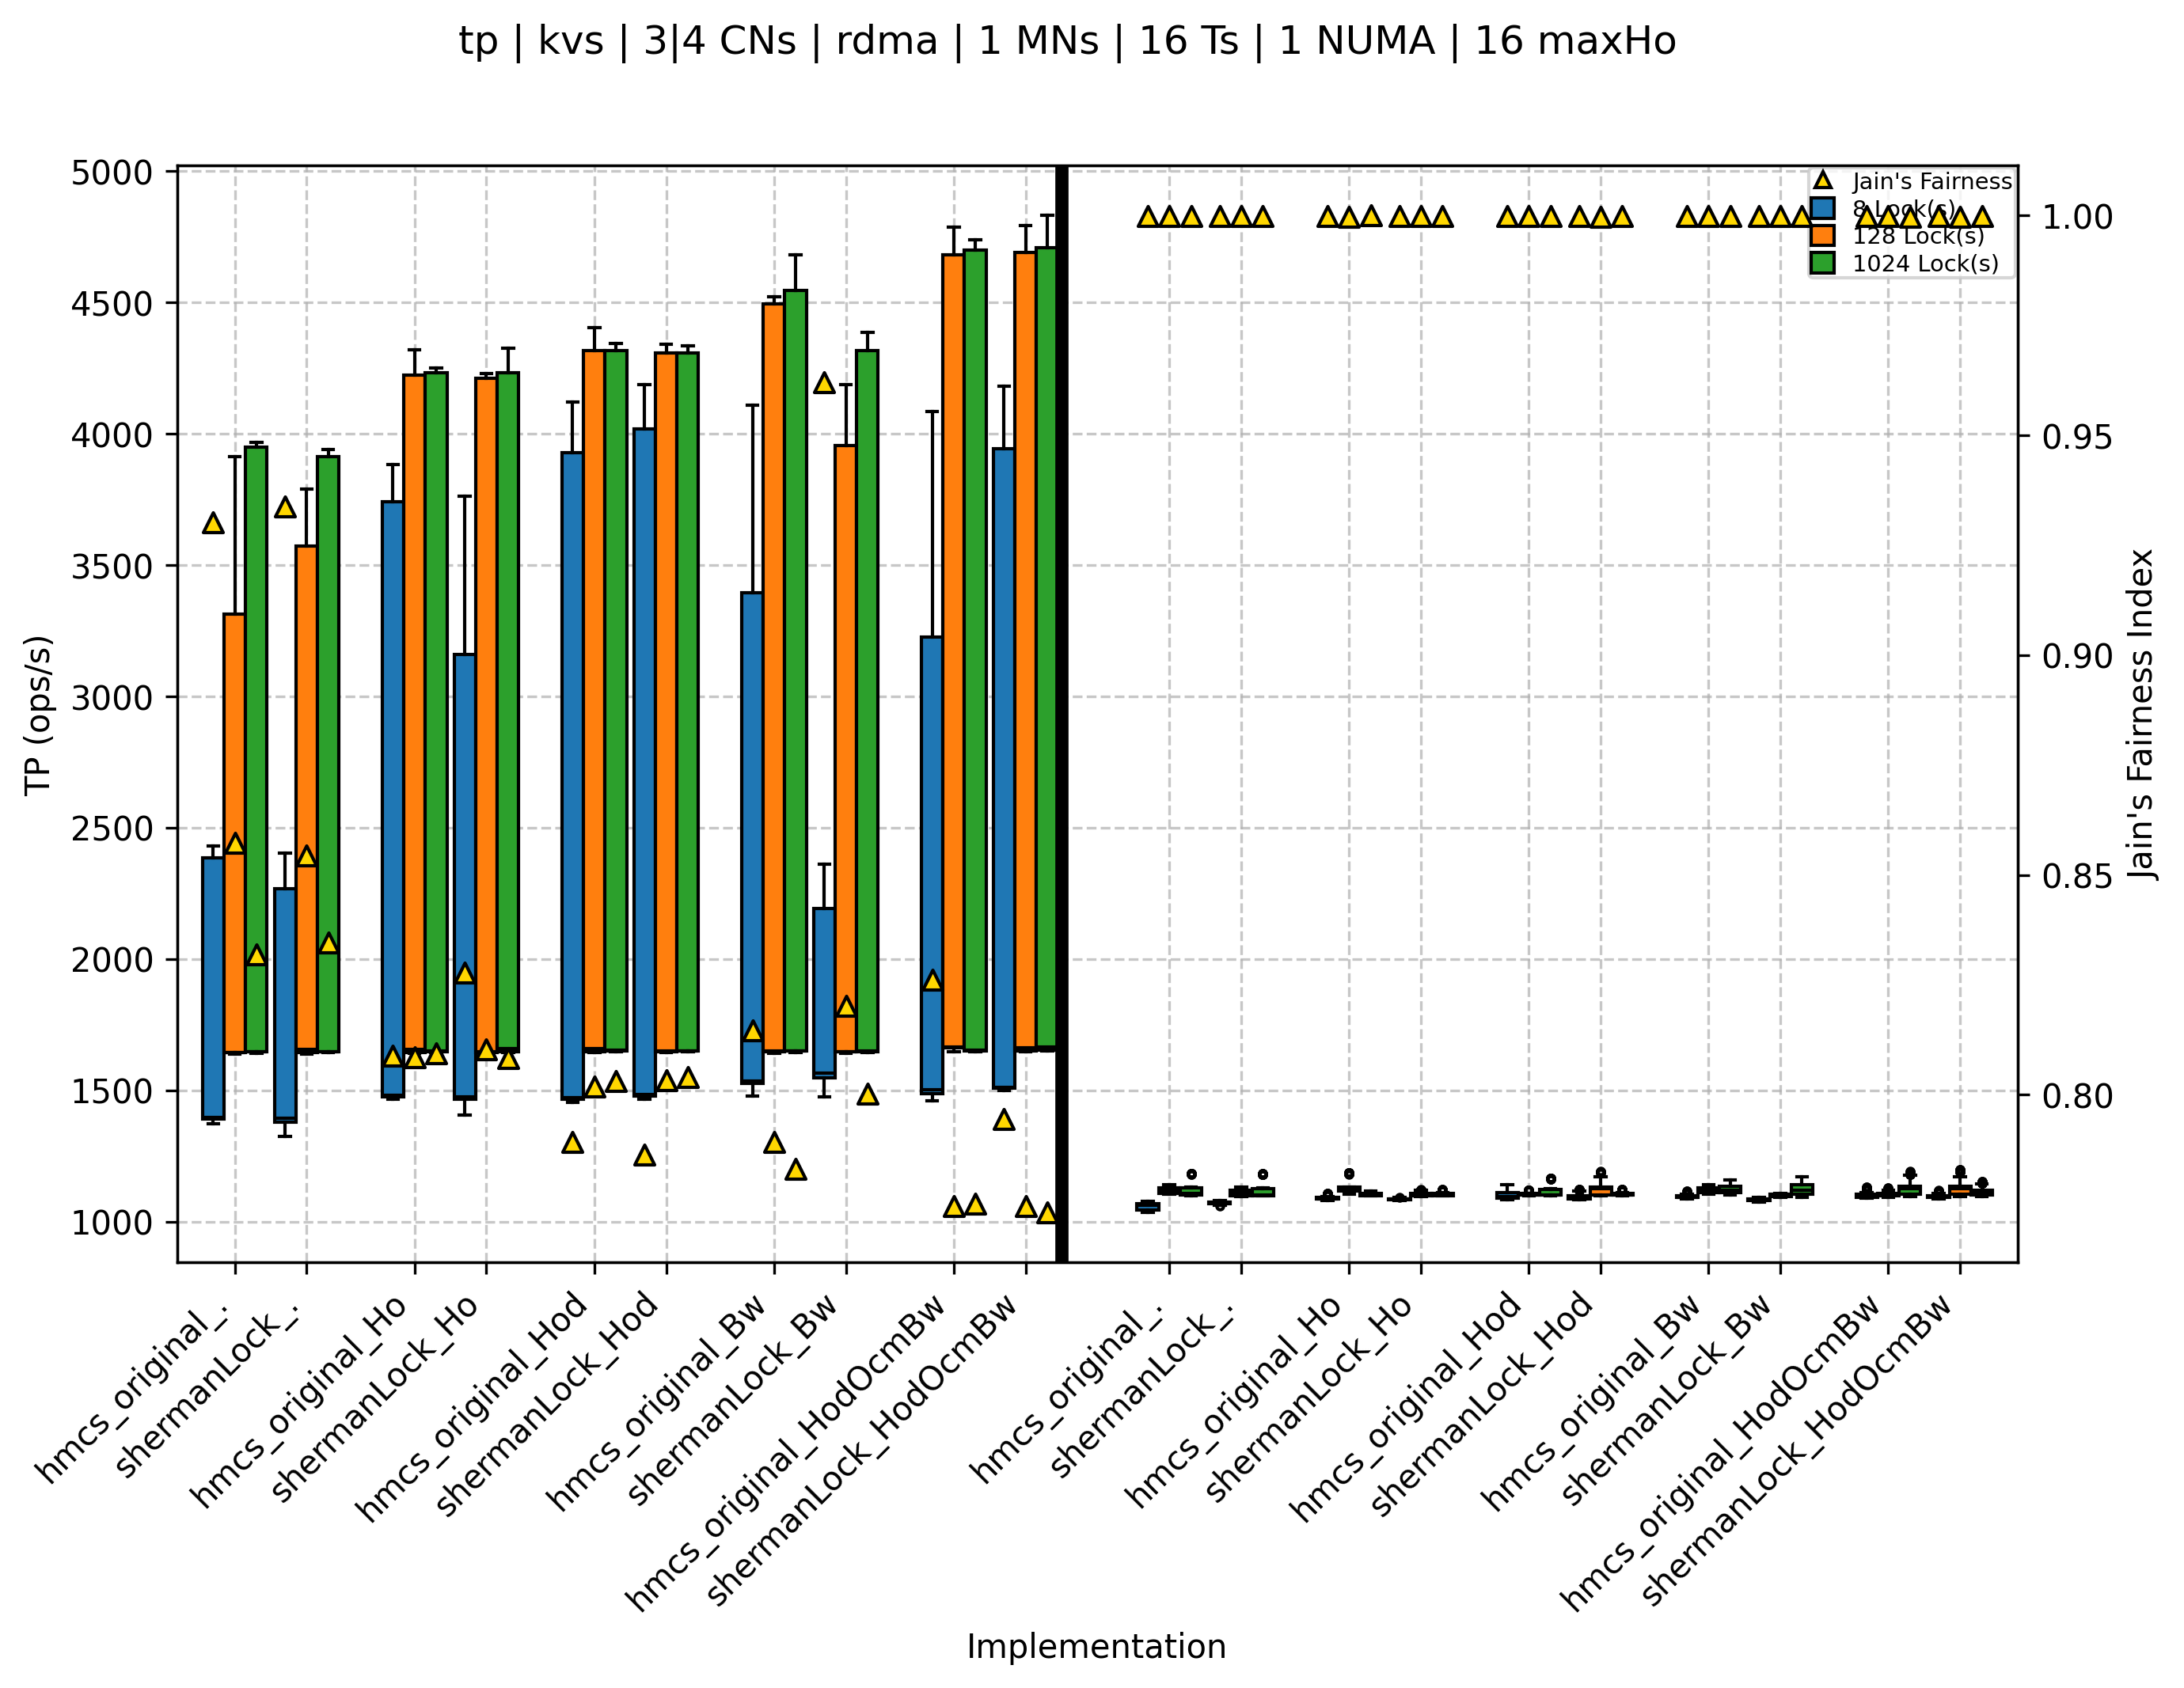 tp | kvs | 3|4 CNs | rdma | 1 MNs | 16 Ts | 1 NUMA | 16 maxHo
5000
4500
4000
3500
3000
2500
2000
1500
1000
TP (ops/s)
Jain's Fairness
8 Lock(s)
128 Lock(s)
1024 Lock(s)
1.00
0.95
0.90
0.85
0.80
Jain's Fairness Index
hmcs_original_.
shermanLock_.
hmcs_original_Ho
shermanLock_Ho
hmcs_original_Hod
shermanLock_Hod
hmcs_original_Bw
shermanLock_Bw
hmcs_original_HodOcmBw
shermanLock_HodOcmBw
hmcs_original_.
shermanLock_.
hmcs_original_Ho
shermanLock_Ho
hmcs_original_Hod
shermanLock_Hod
hmcs_original_Bw
shermanLock_Bw
hmcs_original_HodOcmBw
shermanLock_HodOcmBw
Implementation